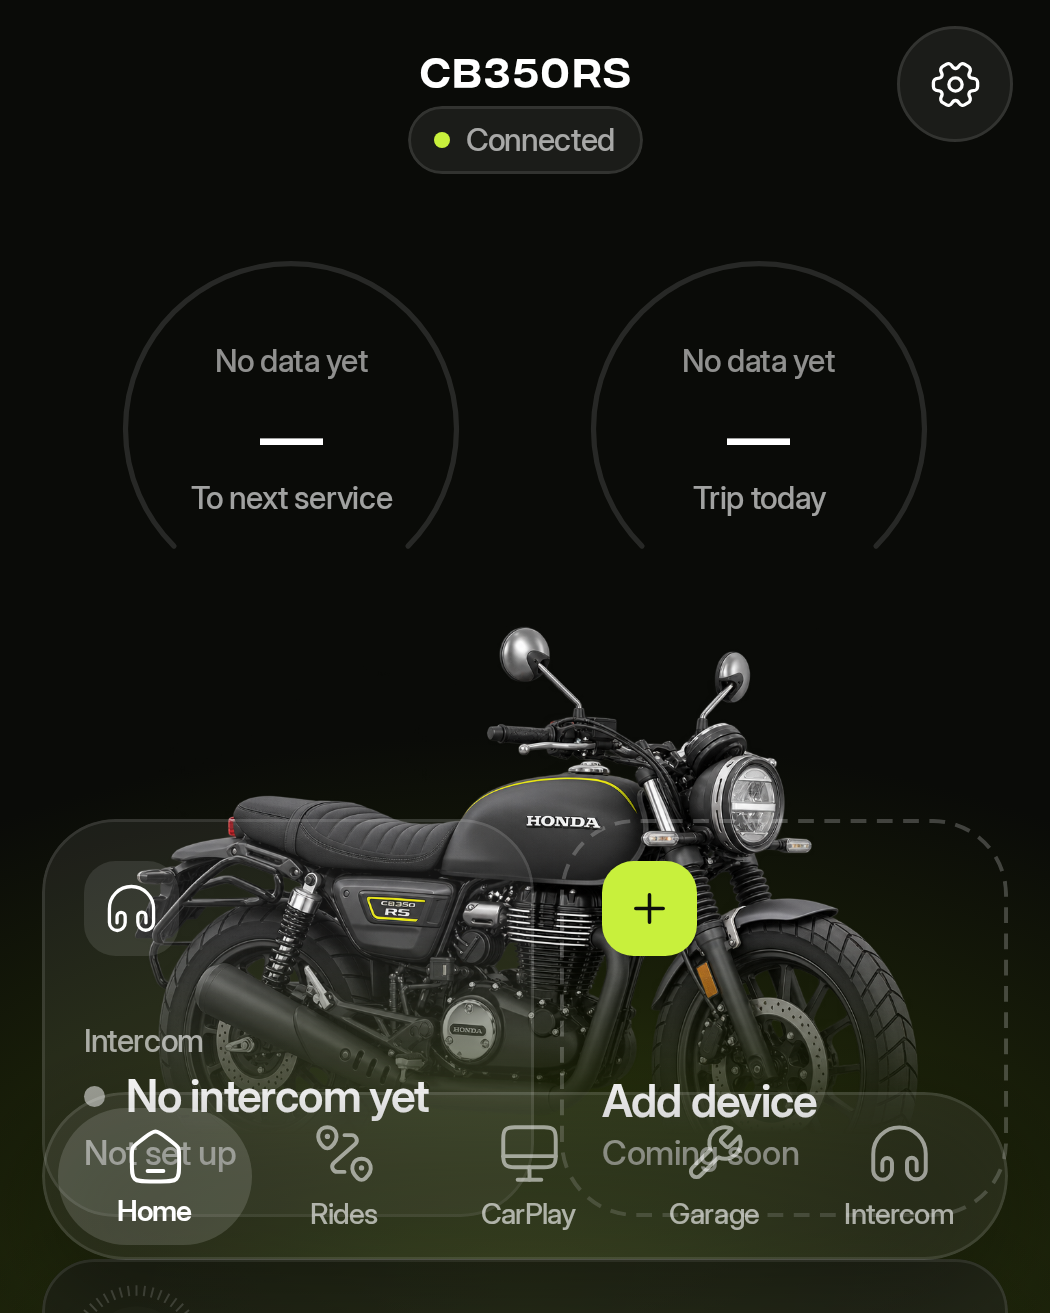 CB350RS
Connected
No data yet
—
To next service
No data yet
—
Trip today
HONDA
CB350
RS
HONDA
Intercom
No intercom yet
Not set up
Add device
Coming soon
Home
Rides
CarPlay
Garage
Intercom